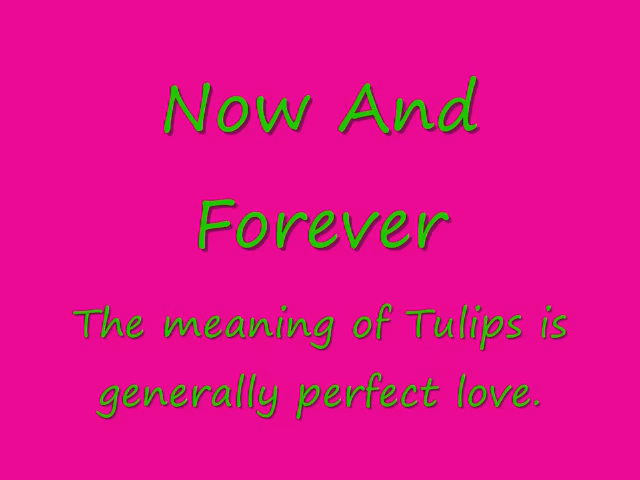 Now And
Forever
The meaning of Tulips is
generally perfect love.